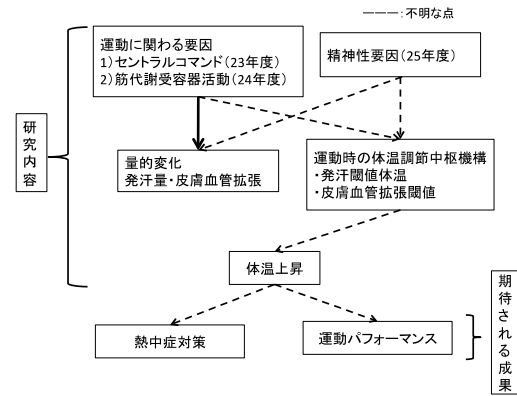 ———:不明な点
運動に関わる要因
1)セントラルコマンド(23年度)
2)筋代謝受容器活動(24年度)
精神性要因(25年度)
研究内容
量的変化
発汗量・皮膚血管拡張
運動時の体温調節中枢機構
・発汗閾値体温
・皮膚血管拡張閾値
体温上昇
熱中症対策
運動パフォーマンス
期待される成果